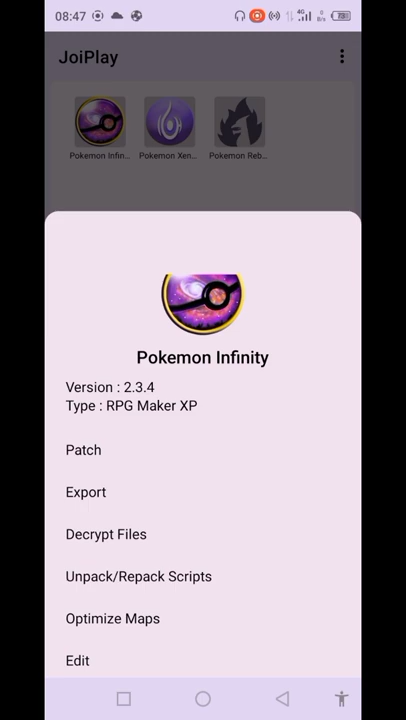 08:47
4G
JoiPlay
Pokemon Infin...
Pokemon Xen...
Pokemon Reb...
Pokemon Infinity
Version : 2.3.4
Type : RPG Maker XP
Patch
Export
Decrypt Files
Unpack/Repack Scripts
Optimize Maps
Edit